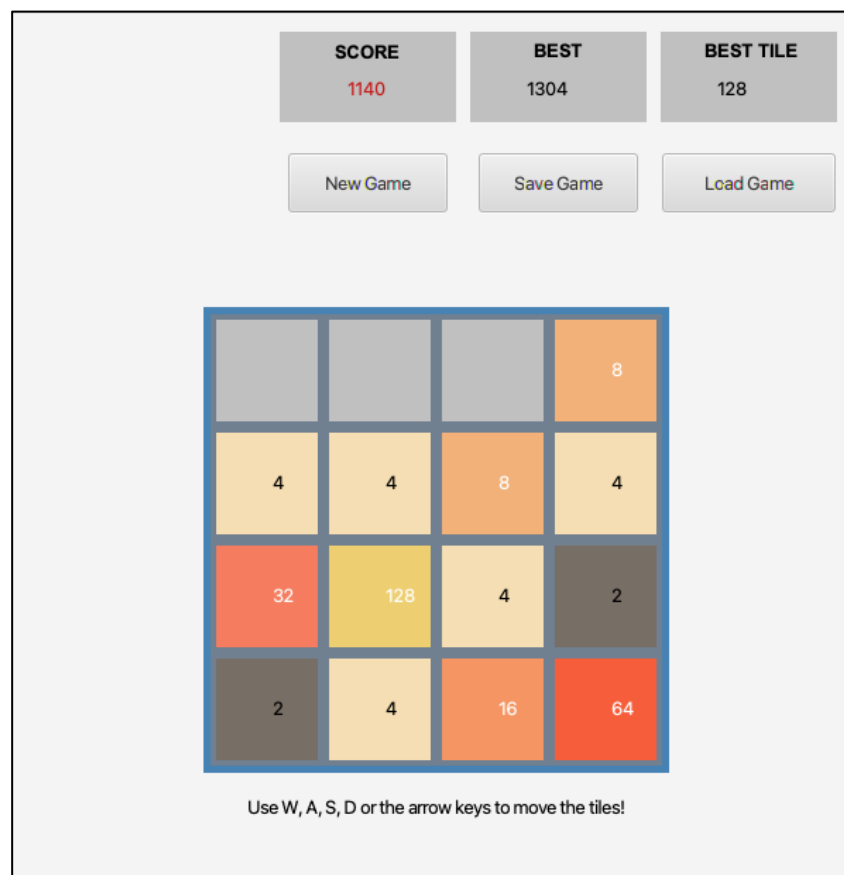 SCORE BEST BEST TILE
1140 1304 128
New Game Save Game Load Game
8
4 4 8 4
32 128 4 2
2 4 16 64
Use W, A, S, D or the arrow keys to move the tiles!